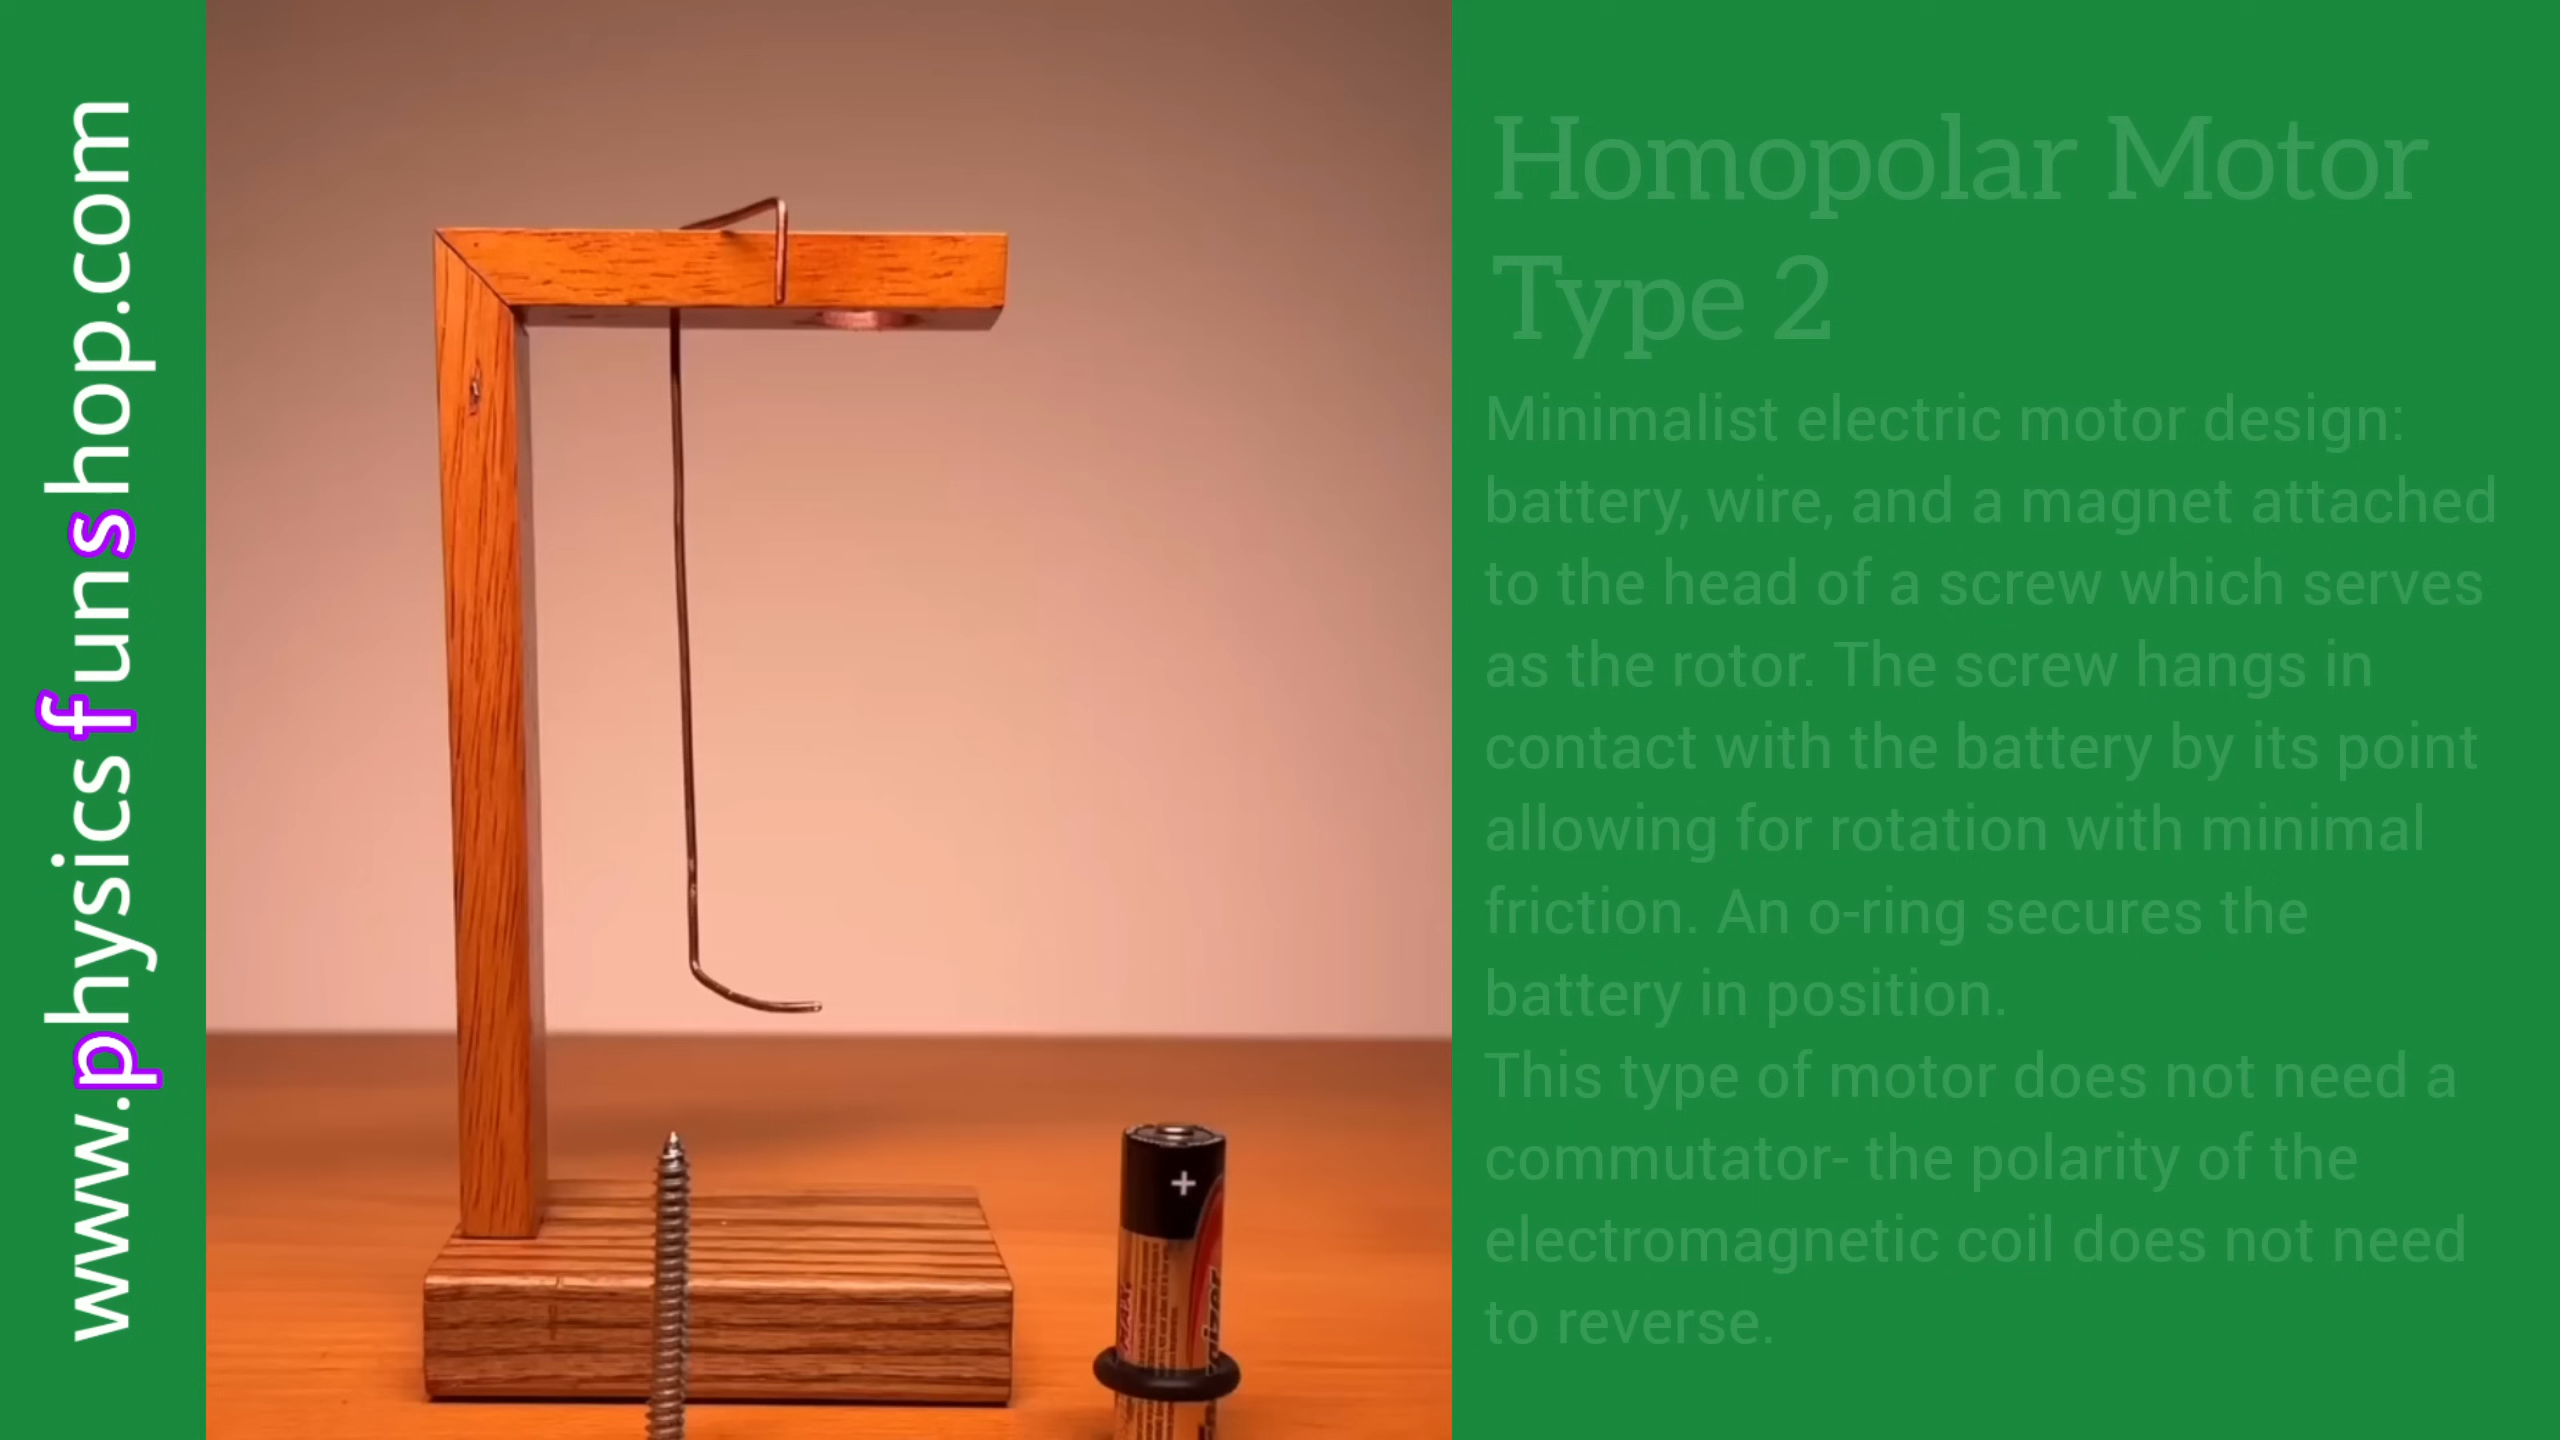 www.physicsfunshop.com
Homopolar Motor
Type 2
Minimalist electric motor design:
battery, wire, and a magnet attached
to the head of a screw which serves
as the rotor. The screw hangs in
contact with the battery by its point
allowing for rotation with minimal
friction. An o-ring secures the
battery in position.
This type of motor does not need a
commutator- the polarity of the
electromagnetic coil does not need
to reverse.
+